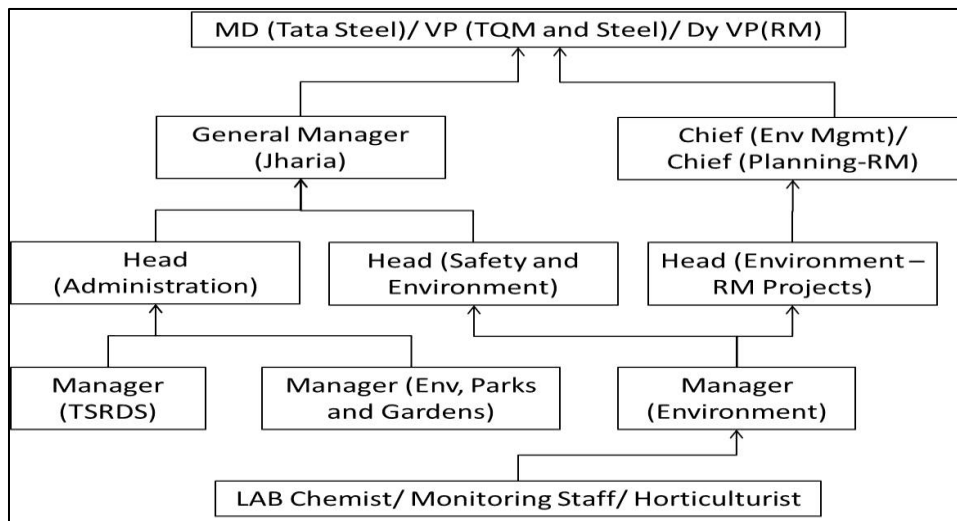 MD (Tata Steel)/ VP (TQM and Steel)/ Dy VP(RM)
General Manager
(Jharia)
Chief (Env Mgmt)/
Chief (Planning-RM)
Head
(Administration)
Head (Safety and
Environment)
Head (Environment –
RM Projects)
Manager
(TSRDS)
Manager (Env, Parks
and Gardens)
Manager
(Environment)
LAB Chemist/ Monitoring Staff/ Horticulturist